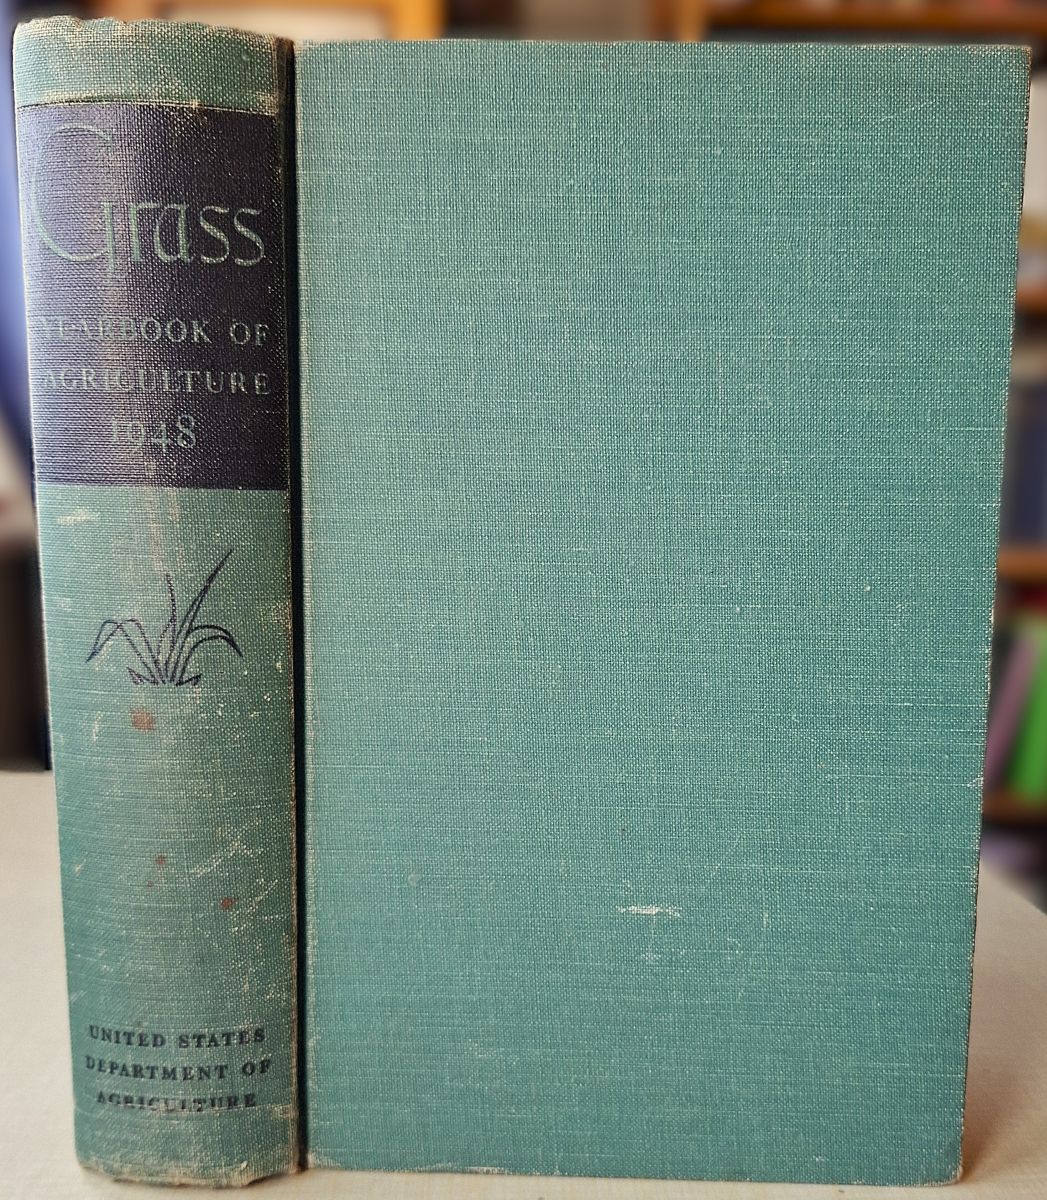 Grass
YEARBOOK OF
AGRICULTURE
1948
UNITED STATES
DEPARTMENT OF
AGRICULTURE